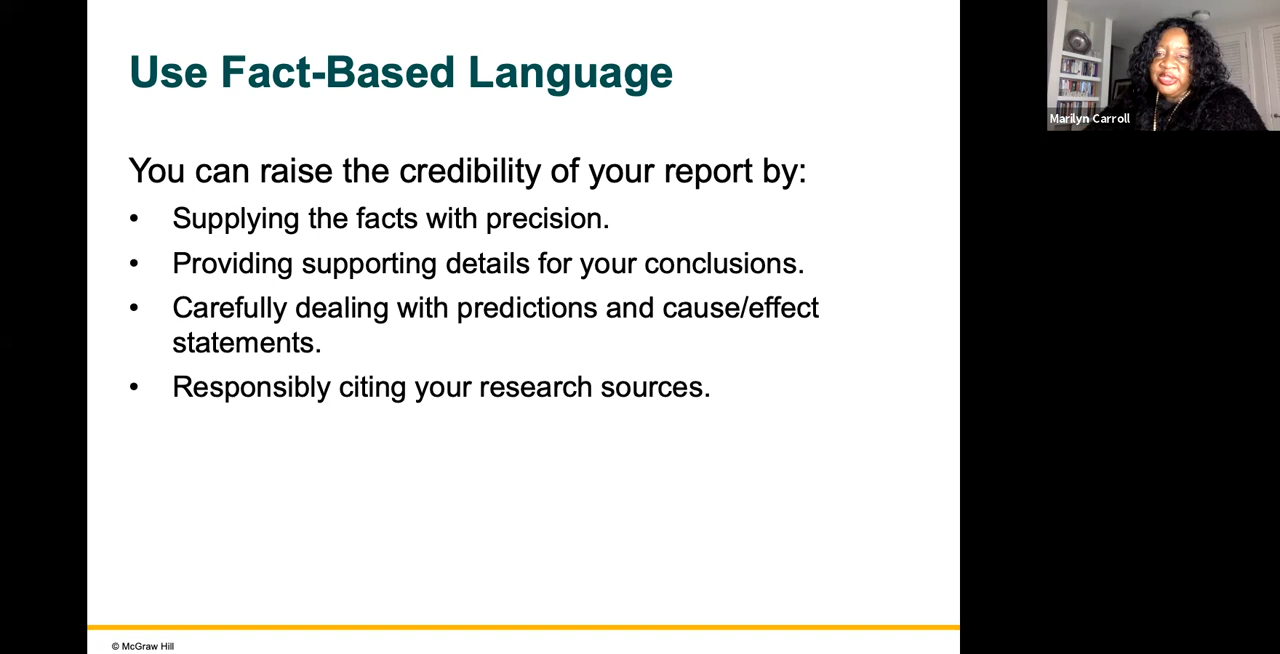 Use Fact-Based Language
Marilyn Carroll
You can raise the credibility of your report by:
• Supplying the facts with precision.
• Providing supporting details for your conclusions.
• Carefully dealing with predictions and cause/effect
statements.
• Responsibly citing your research sources.
© McGraw Hill